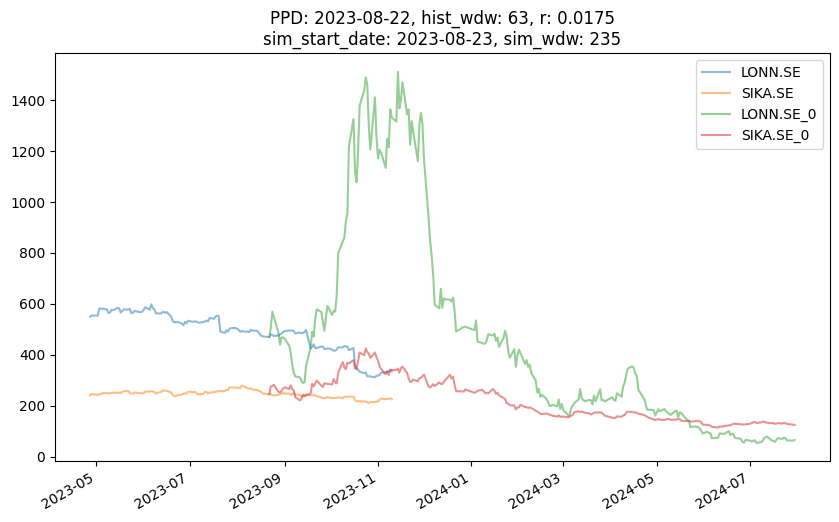 PPD: 2023-08-22, hist_wdw: 63, r: 0.0175
sim_start_date: 2023-08-23, sim_wdw: 235
LONN.SE
SIKA.SE
LONN.SE_0
SIKA.SE_0
1400
1200
1000
800
600
400
200
0
2023-05
2023-07
2023-09
2023-11
2024-01
2024-03
2024-05
2024-07